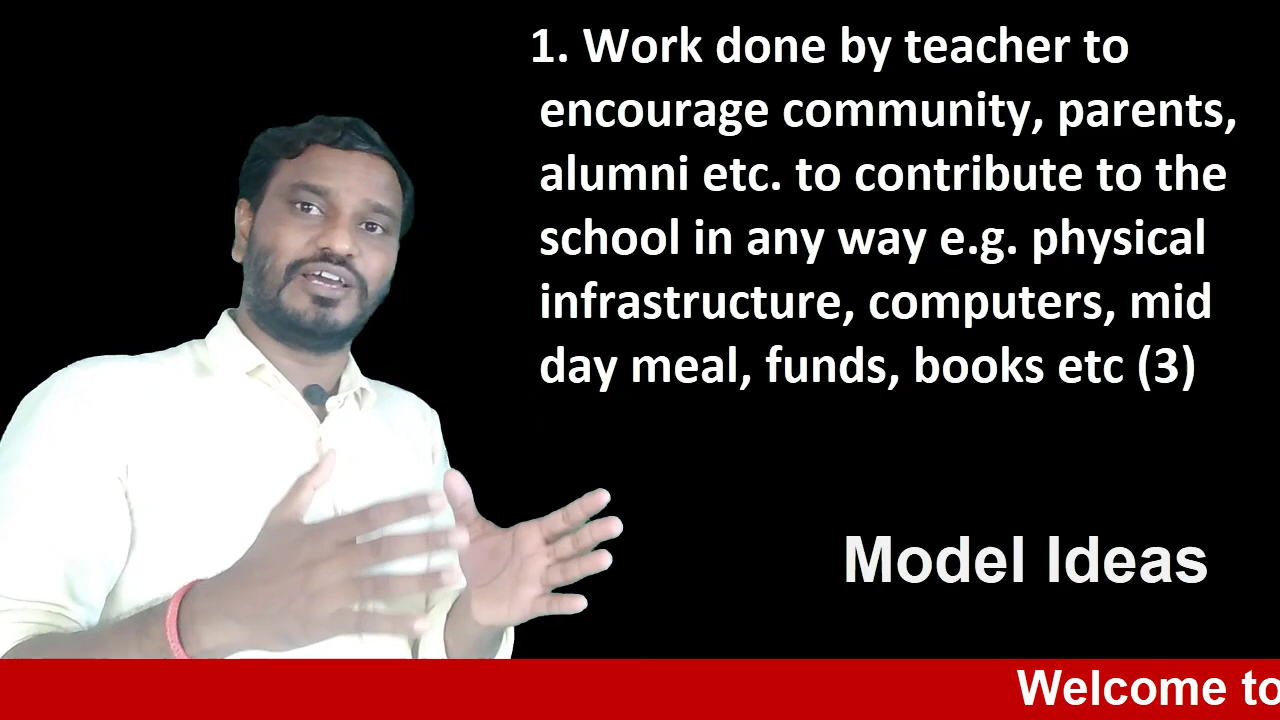 1. Work done by teacher to
encourage community, parents,
alumni etc. to contribute to the
school in any way e.g. physical
infrastructure, computers, mid
day meal, funds, books etc (3)
Model Ideas
Welcome to